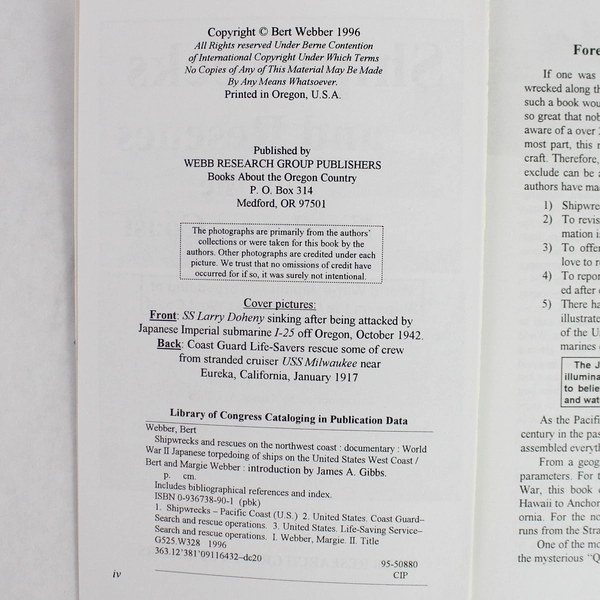 Copyright © Bert Webber 1996
All Rights reserved Under Berne Contention
of International Copyright Under Which Terms
No Copies of Any of This Material May Be Made
By Any Means Whatsoever.
Printed in Oregon, U.S.A.
Published by
WEBB RESEARCH GROUP PUBLISHERS
Books About the Oregon Country
P. O. Box 314
Medford, OR 97501
The photographs are primarily from the authors'
collections or were taken for this book by the
authors. Other photographs are credited under each
picture. We trust that no omissions of credit have
occurred for if so, it was surely not intentional.
Cover pictures:
Front: SS Larry Doheny sinking after being attacked by
Japanese Imperial submarine I-25 off Oregon, October 1942.
Back: Coast Guard Life-Savers rescue some of crew
from stranded cruiser USS Milwaukee near
Eureka, California, January 1917
Library of Congress Cataloging in Publication Data
Webber, Bert
Shipwrecks and rescues on the northwest coast : documentary : World
War II Japanese torpedoing of ships on the United States West Coast /
Bert and Margie Webber : introduction by James A. Gibbs.
p. cm.
Includes bibliographical references and index.
ISBN 0-936738-90-1 (pbk)
1. Shipwrecks – Pacific Coast (U.S.) 2. United States. Coast Guard–
Search and rescue operations. 3. United States. Life-Saving Service–
Search and rescue operations. I. Webber, Margie. II. Title
G525.W328 1996
363.12'381'09116432–dc20
95-50880
CIP
iv
Fore
If one was
wrecked along th
such a book wou
so great that nob
aware of a over
most part, this r
craft. Therefore,
exclude can be a
authors have ma
1) Shipwre
2) To revis
mation i
3) To offer
love to r
4) To repor
ed after
5) There ha
illustrate
of the U
marines
The J
illumina
to belie
and wat
As the Pacifi
century in the pas
assembled everyth
From a geog
parameters. For t
War, this book
Hawaii to Anchor
ornia. For the no
runs from the Stra
One of the mo
the mysterious "Q